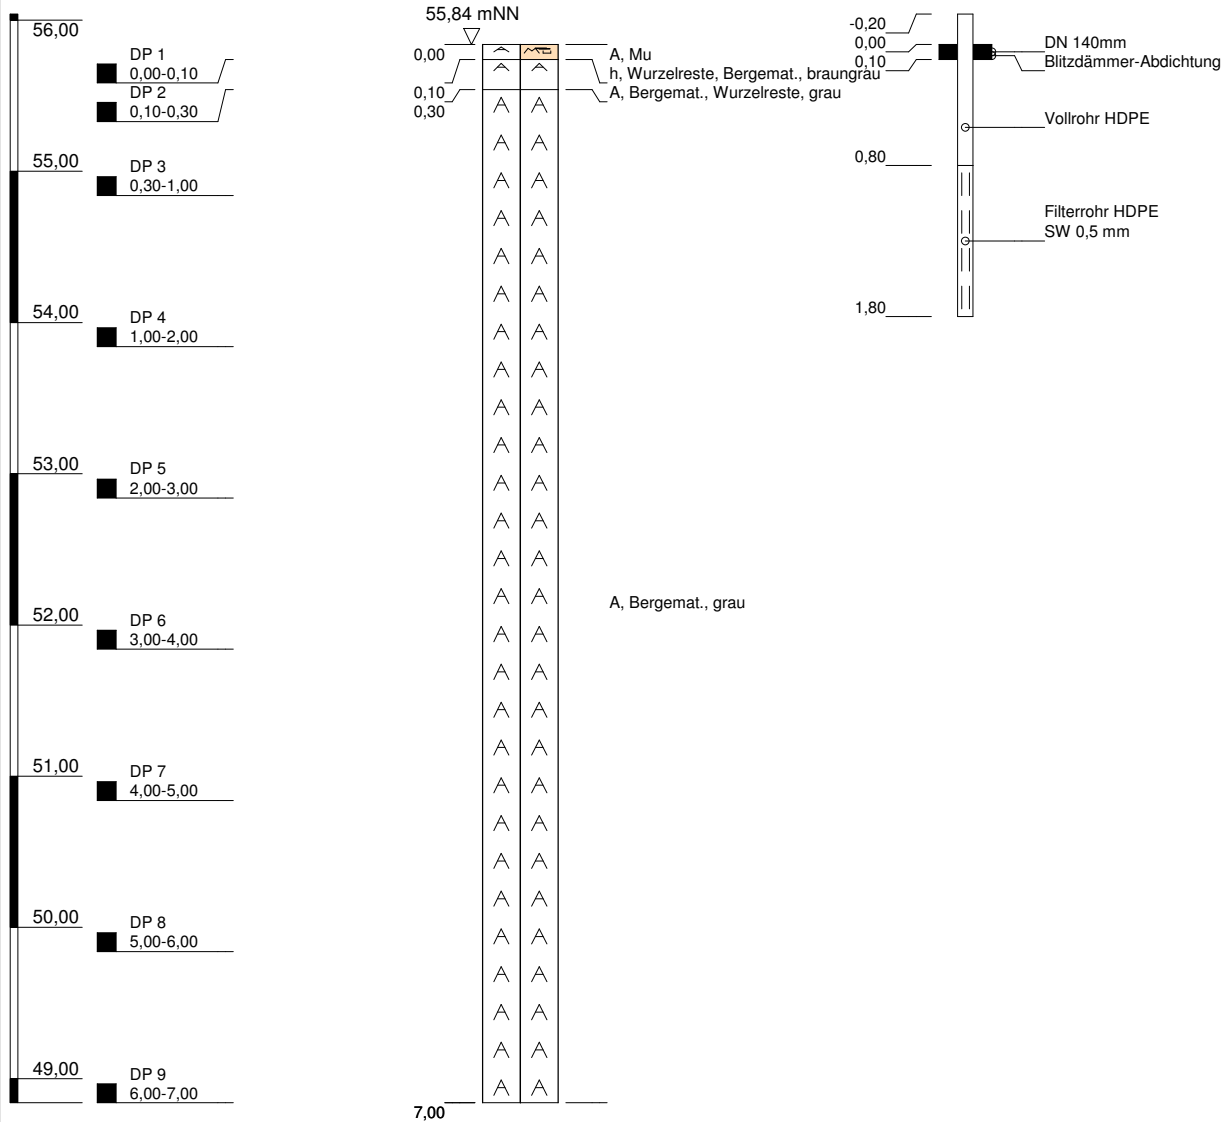 56,00
DP 1
0,00-0,10
DP 2
0,10-0,30
55,00
DP 3
0,30-1,00
54,00
DP 4
1,00-2,00
53,00
DP 5
2,00-3,00
52,00
DP 6
3,00-4,00
51,00
DP 7
4,00-5,00
50,00
DP 8
5,00-6,00
49,00
DP 9
6,00-7,00
55,84 mNN
0,00
0,10
0,30
7,00
A, Mu
h, Wurzelreste, Bergemat., braungrau
A, Bergemat., Wurzelreste, grau
A, Bergemat., grau
-0,20
0,00
0,10
0,80
1,80
DN 140mm
Blitzdämmer-Abdichtung
Vollrohr HDPE
Filterrohr HDPE
SW 0,5 mm